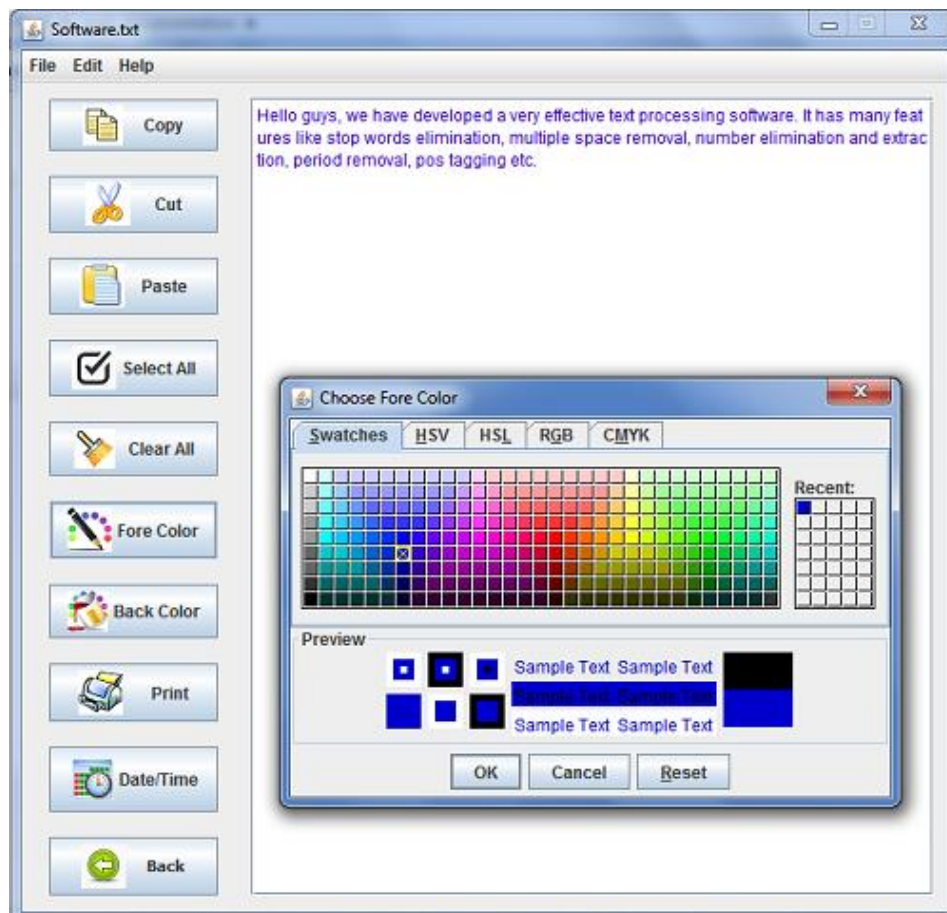 Software.txt
File Edit Help
Copy
Cut
Paste
Select All
Clear All
Fore Color
Back Color
Print
Date/Time
Back
Hello guys, we have developed a very effective text processing software. It has many feat
ures like stop words elimination, multiple space removal, number elimination and extrac
tion, period removal, pos tagging etc.
Choose Fore Color
Swatches HSV HSL RGB CMYK
Recent:
Preview
Sample Text Sample Text
Sample Text Sample Text
Sample Text Sample Text
OK Cancel Reset